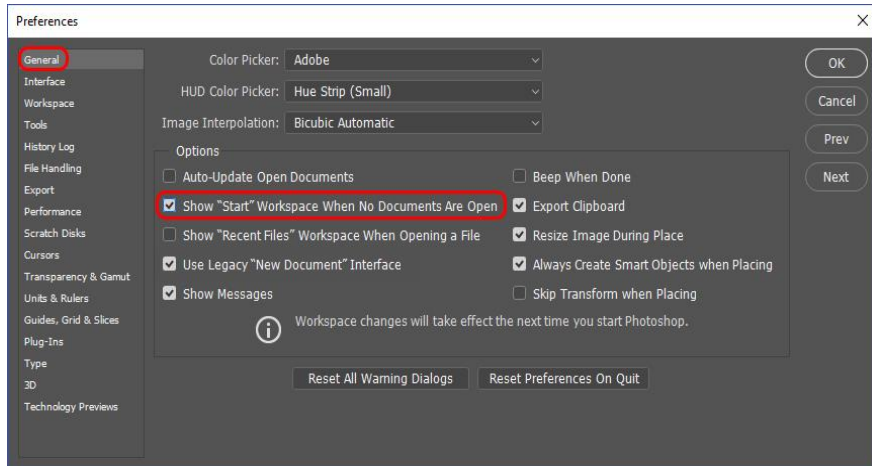 Preferences
General
Interface
Workspace
Tools
History Log
File Handling
Export
Performance
Scratch Disks
Cursors
Transparency & Gamut
Units & Rulers
Guides, Grid & Slices
Plug-Ins
Type
3D
Technology Previews
Color Picker: Adobe
HUD Color Picker: Hue Strip (Small)
Image Interpolation: Bicubic Automatic
Options
Auto-Update Open Documents
Show "Start" Workspace When No Documents Are Open
Show "Recent Files" Workspace When Opening a File
Use Legacy "New Document" Interface
Show Messages
Beep When Done
Export Clipboard
Resize Image During Place
Always Create Smart Objects when Placing
Skip Transform when Placing
Workspace changes will take effect the next time you start Photoshop.
Reset All Warning Dialogs
Reset Preferences On Quit
OK
Cancel
Prev
Next